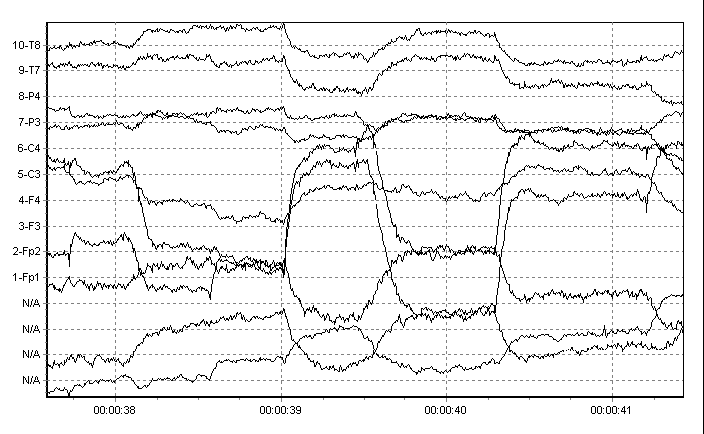 10-T8
9-T7
8-P4
7-P3
6-C4
5-C3
4-F4
3-F3
2-Fp2
1-Fp1
N/A
N/A
N/A
N/A
00:00:38 00:00:39 00:00:40 00:00:41